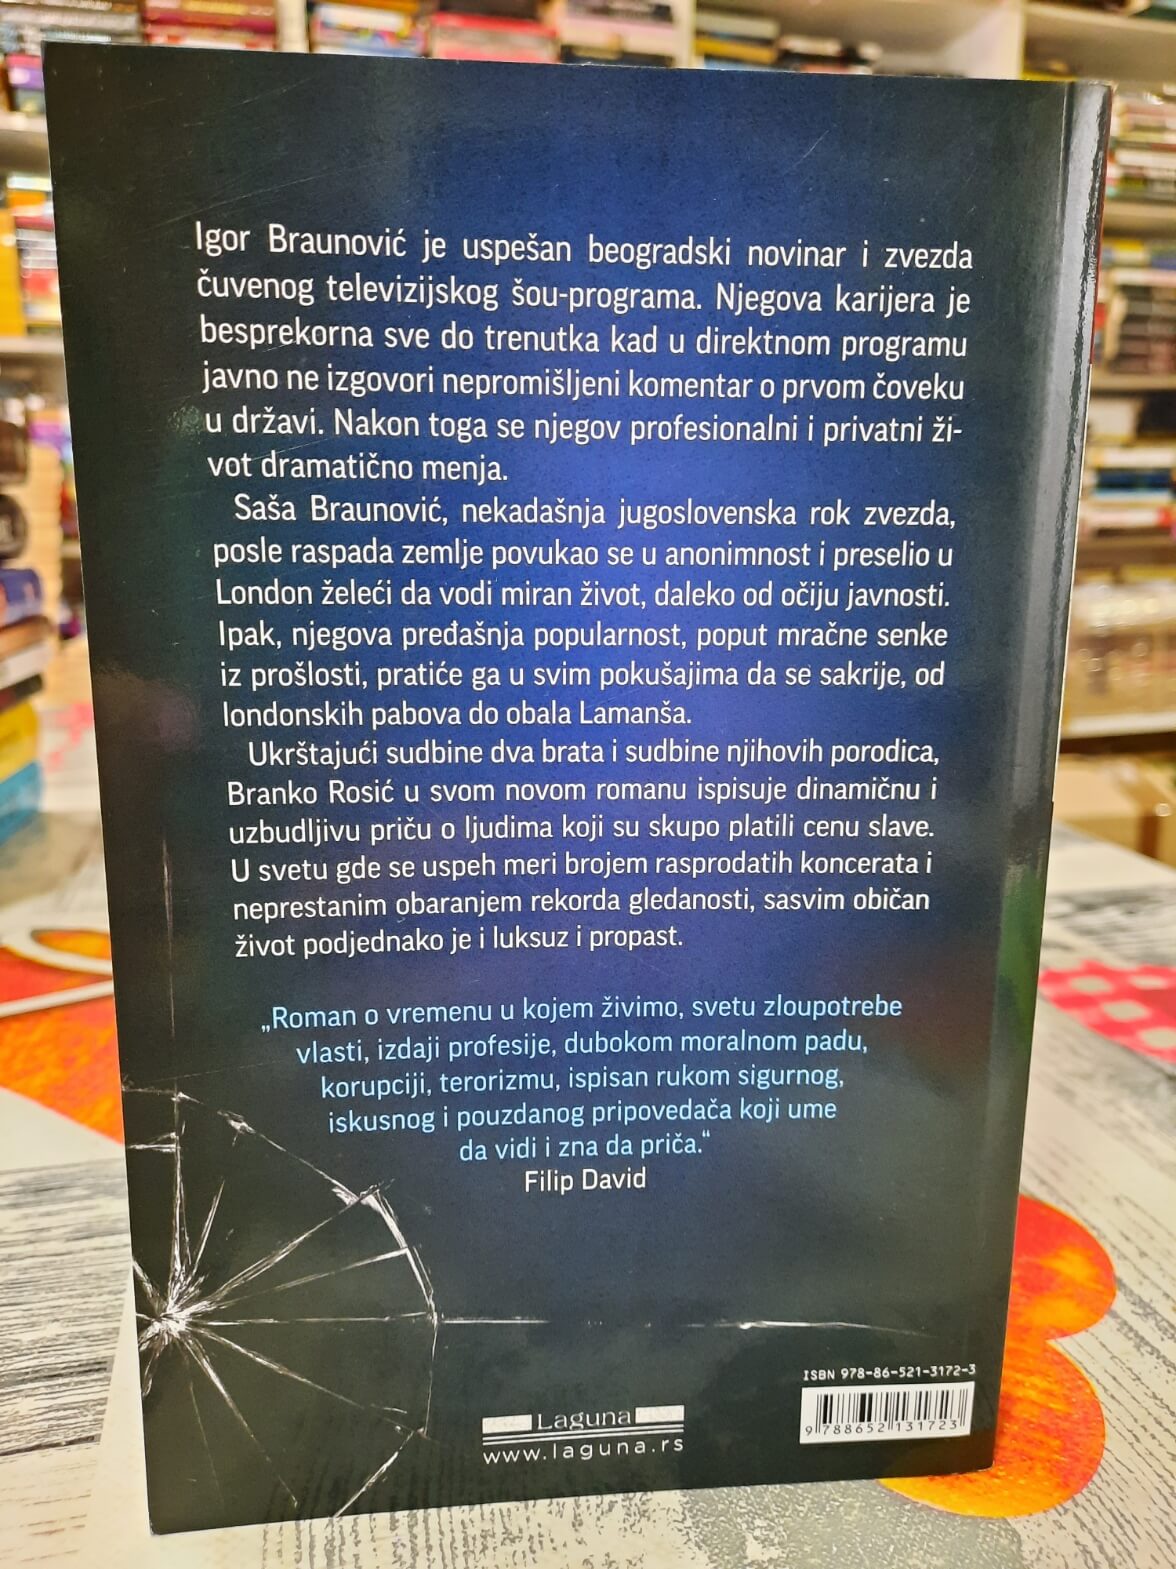 Igor Braunović je uspešan beogradski novinar i zvezda
čuvenog televizijskog šou-programa. Njegova karijera je
besprekorna sve do trenutka kad u direktnom programu
javno ne izgovori nepromišljeni komentar o prvom čoveku
u državi. Nakon toga se njegov profesionalni i privatni ži-
vot dramatično menja.
Saša Braunović, nekadašnja jugoslovenska rok zvezda,
posle raspada zemlje povukao se u anonimnost i preselio u
London želeći da vodi miran život, daleko od očiju javnosti.
Ipak, njegova pređašnja popularnost, poput mračne senke
iz prošlosti, pratiće ga u svim pokušajima da se sakrije, od
londonskih pabova do obala Lamanša.
Ukrštajući sudbine dva brata i sudbine njihovih porodica,
Branko Rosić u svom novom romanu ispisuje dinamičnu i
uzbudljivu priču o ljudima koji su skupo platili cenu slave.
U svetu gde se uspeh meri brojem rasprodatih koncerata i
neprestanim obaranjem rekorda gledanosti, sasvim običan
život podjednako je i luksuz i propast.
„Roman o vremenu u kojem živimo, svetu zloupotrebe
vlasti, izdaji profesije, dubokom moralnom padu,
korupciji, terorizmu, ispisan rukom sigurnog,
iskusnog i pouzdanog pripovedača koji ume
da vidi i zna da priča.“
Filip David
ISBN 978-86-521-3172-3
9 788652 131723
Laguna
www.laguna.rs